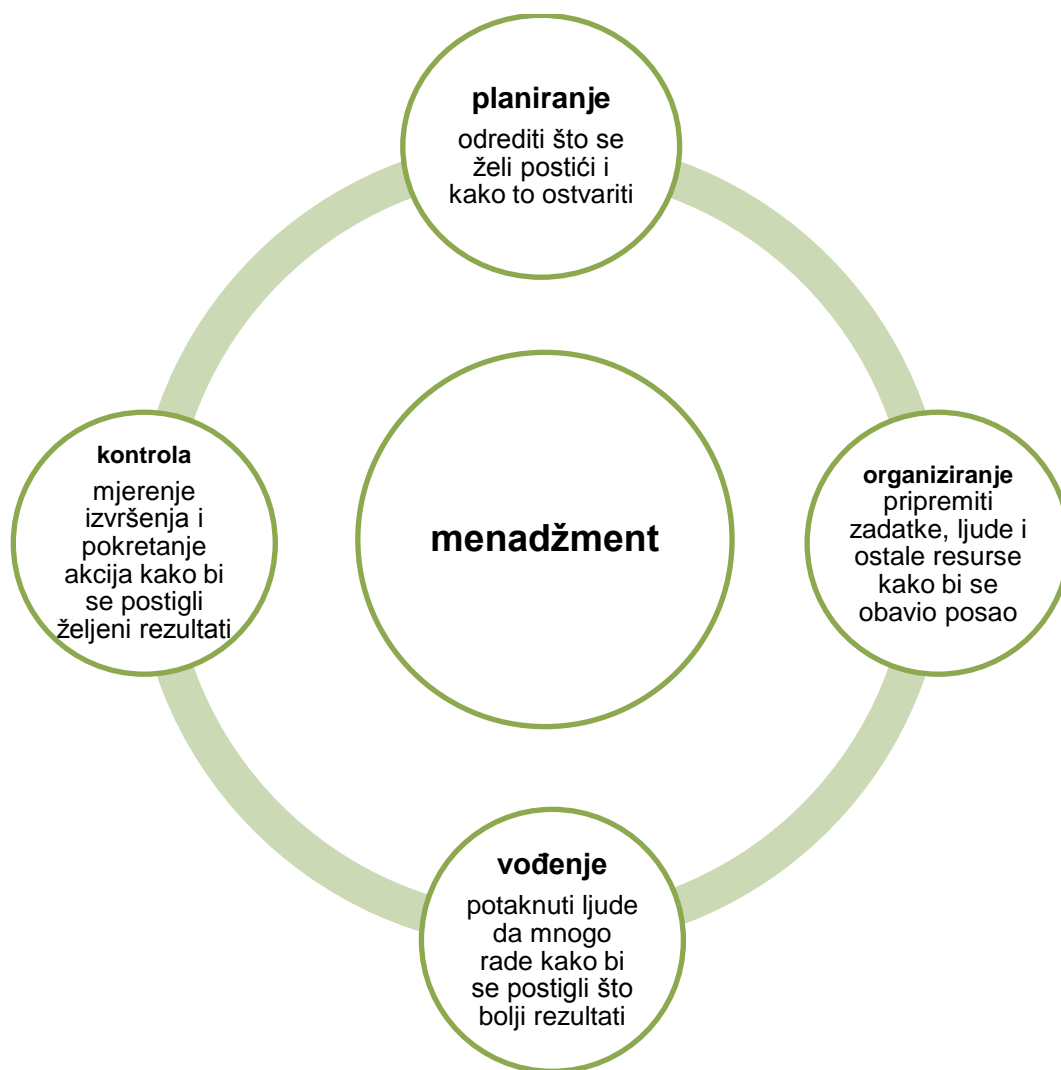 planiranje
odrediti što se
želi postići i
kako to ostvariti
kontrola
mjerenje
izvršenja i
pokretanje
akcija kako bi
se postigli
željeni rezultati
menadžment
organiziranje
pripremiti
zadatke, ljude i
ostale resurse
kako bi se
obavio posao
vođenje
potaknuti ljude
da mnogo
rade kako bi
se postigli što
bolji rezultati